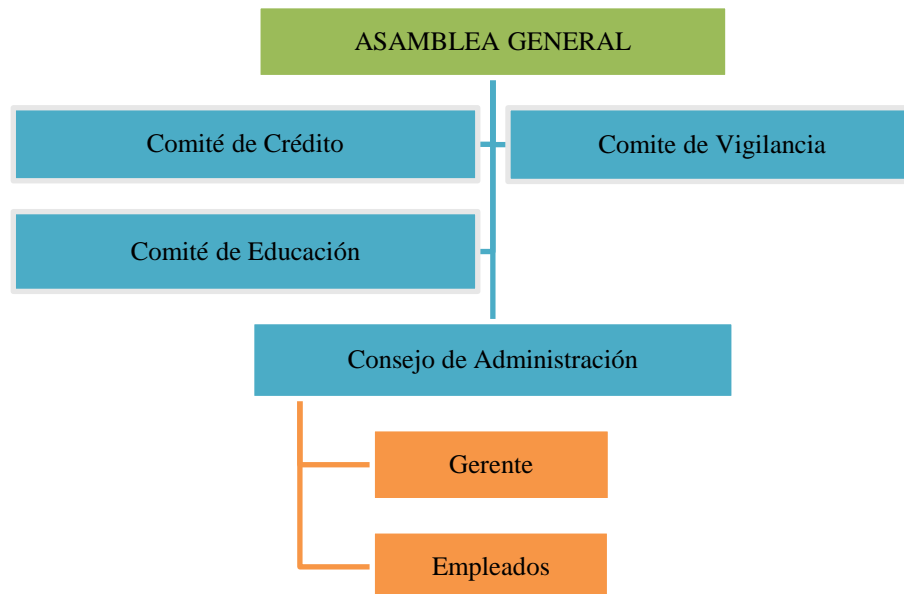 ASAMBLEA GENERAL
Comité de Crédito
Comite de Vigilancia
Comité de Educación
Consejo de Administración
Gerente
Empleados